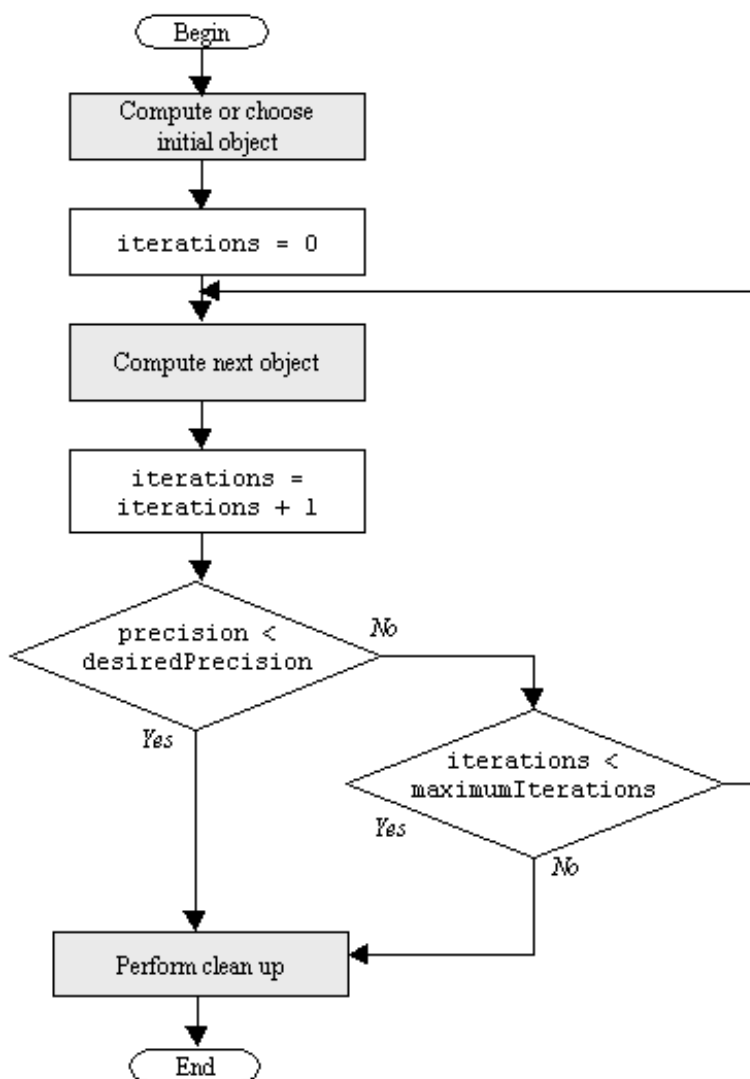 Begin
Compute or choose
initial object
iterations = 0
Compute next object
iterations =
iterations + 1
precision <
desiredPrecision
No
Yes
iterations <
maximumIterations
Yes
No
Perform clean up
End